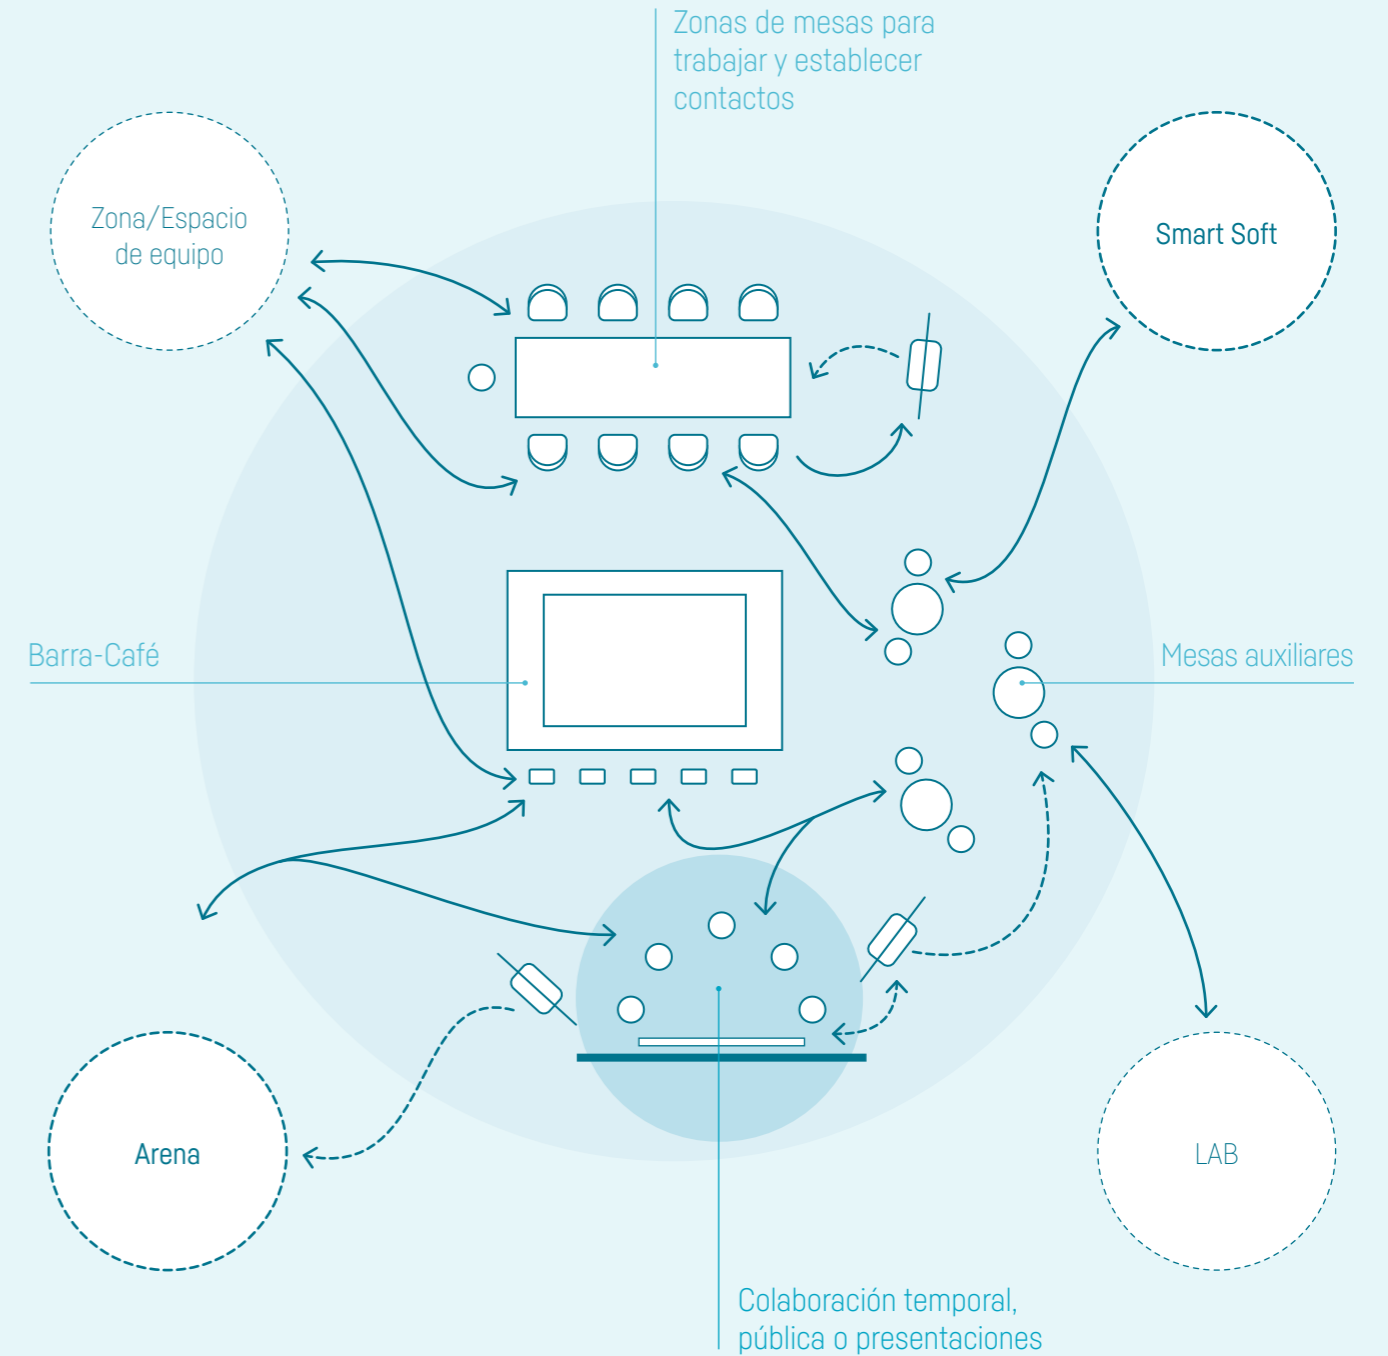 Zonas de mesas para
trabajar y establecer
contactos
Zona/Espacio
de equipo
Smart Soft
Barra-Café
Mesas auxiliares
Arena
LAB
Colaboración temporal,
pública o presentaciones